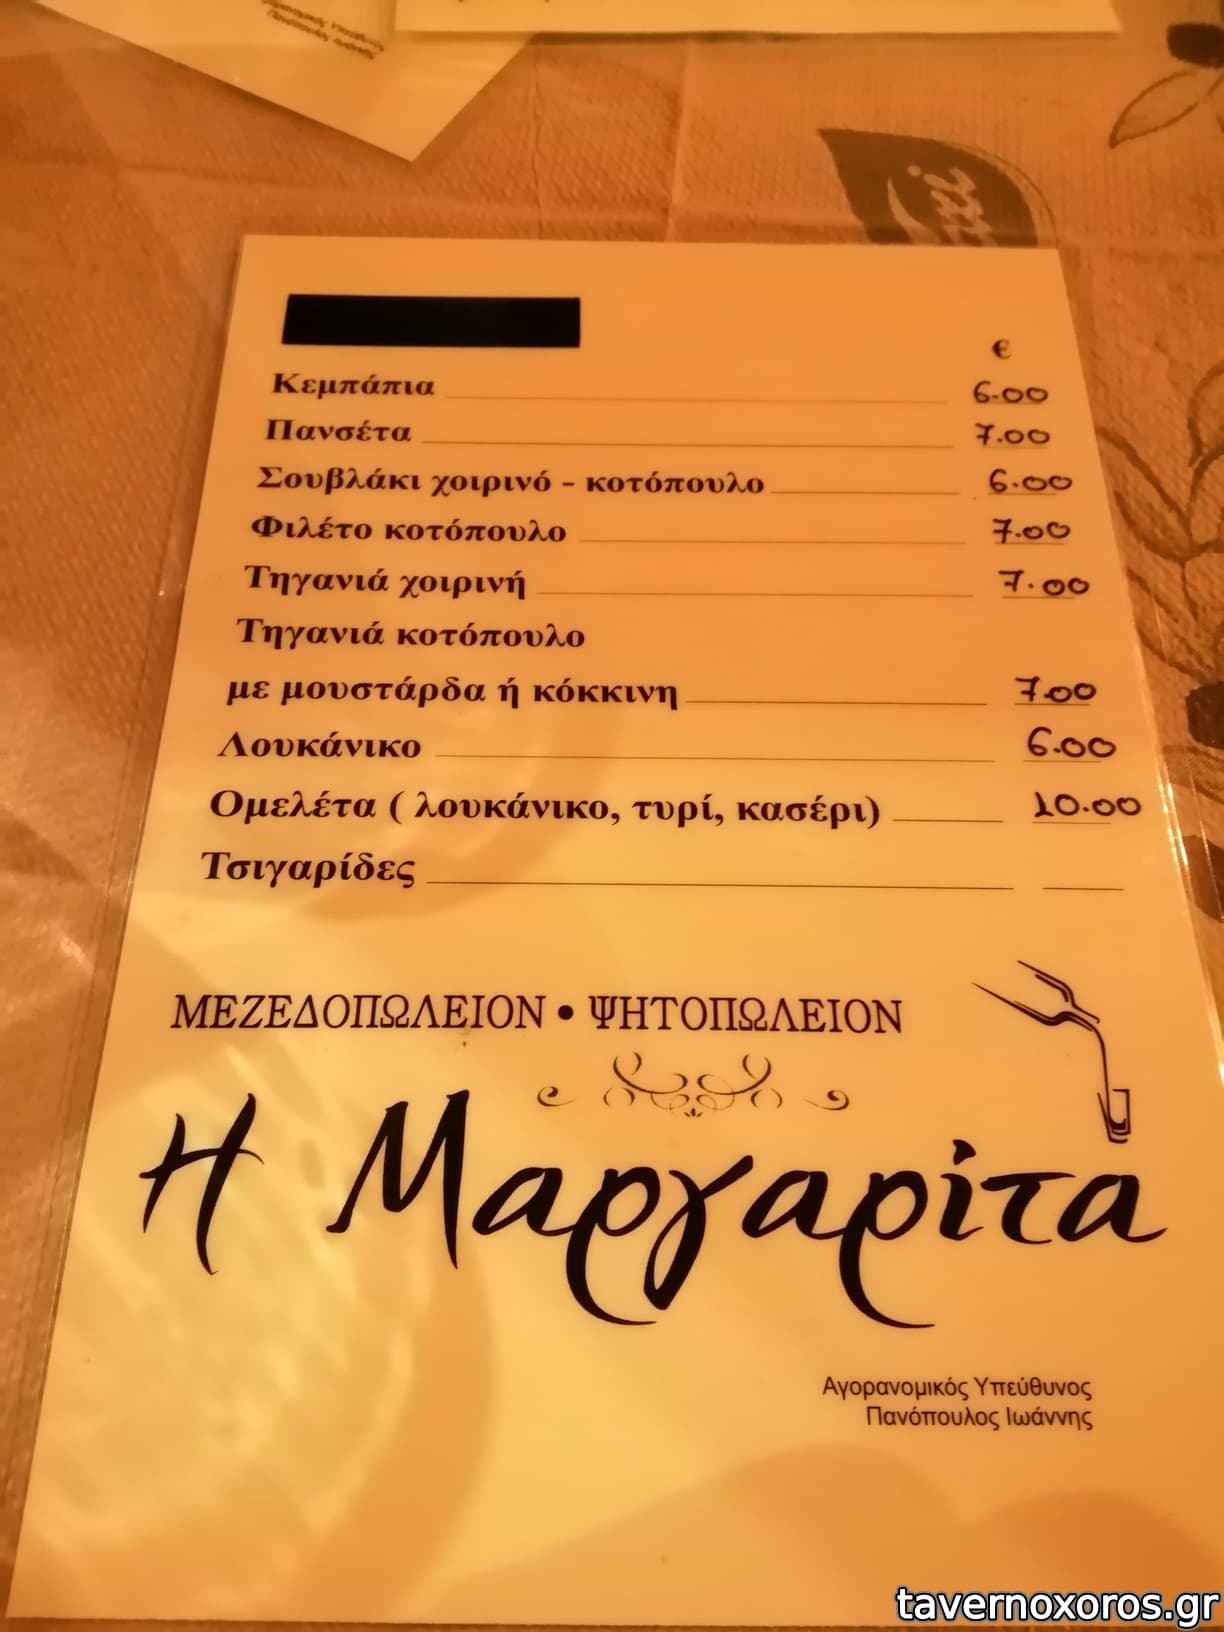 €
Κεμπάπια 6.00
Πανσέτα 7.00
Σουβλάκι χοιρινό - κοτόπουλο 6.00
Φιλέτο κοτόπουλο 7.00
Τηγανιά χοιρινή 7.00
Τηγανιά κοτόπουλο
με μουστάρδα ή κόκκινη 7.00
Λουκάνικο 6.00
Ομελέτα ( λουκάνικο, τυρί, κασέρι) 10.00
Τσιγαρίδες
ΜΕΖΕΔΟΠΩΛΕΙΟΝ • ΨΗΤΟΠΩΛΕΙΟΝ
Η Μαργαρίτα
Αγορανομικός Υπεύθυνος
Πανόπουλος Ιωάννης
tavernoxoros.gr